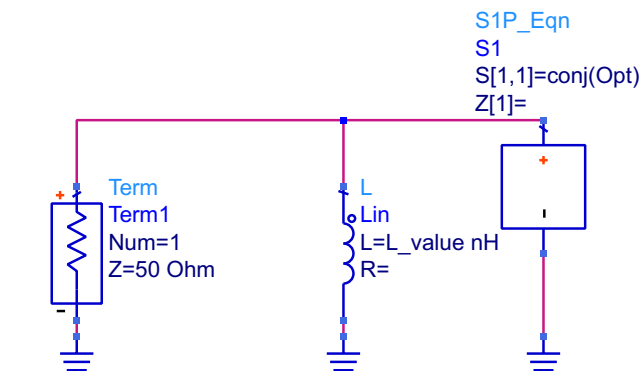 S1P_Eqn
S1
S[1,1]=conj(Opt)
Z[1]=
+
-
Term
Term1
Num=1
Z=50 Ohm
+
-
L
Lin
L=L_value nH
R=